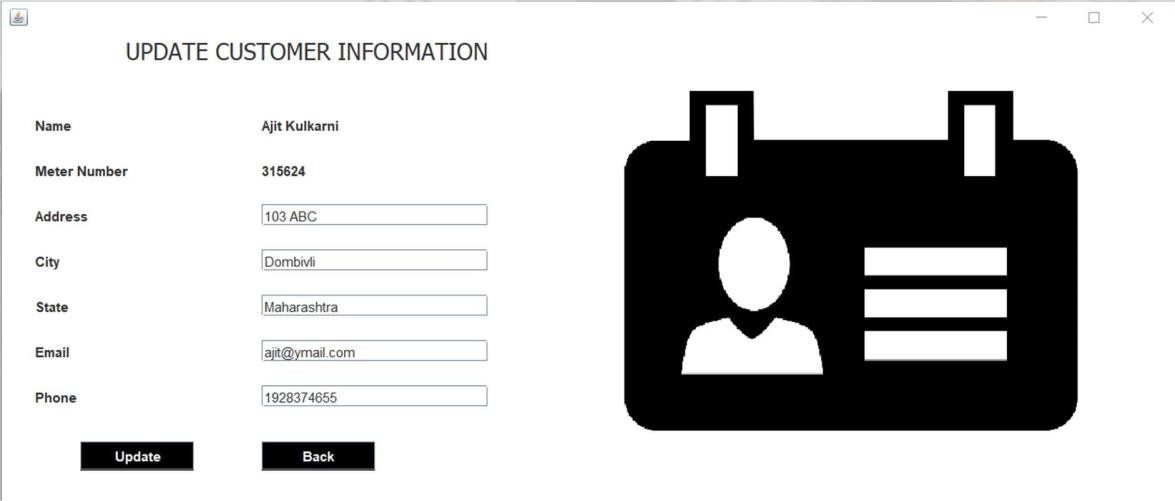 UPDATE CUSTOMER INFORMATION
Name Ajit Kulkarni
Meter Number 315624
Address 103 ABC
City Dombivli
State Maharashtra
Email ajit@ymail.com
Phone 1928374655
Update Back